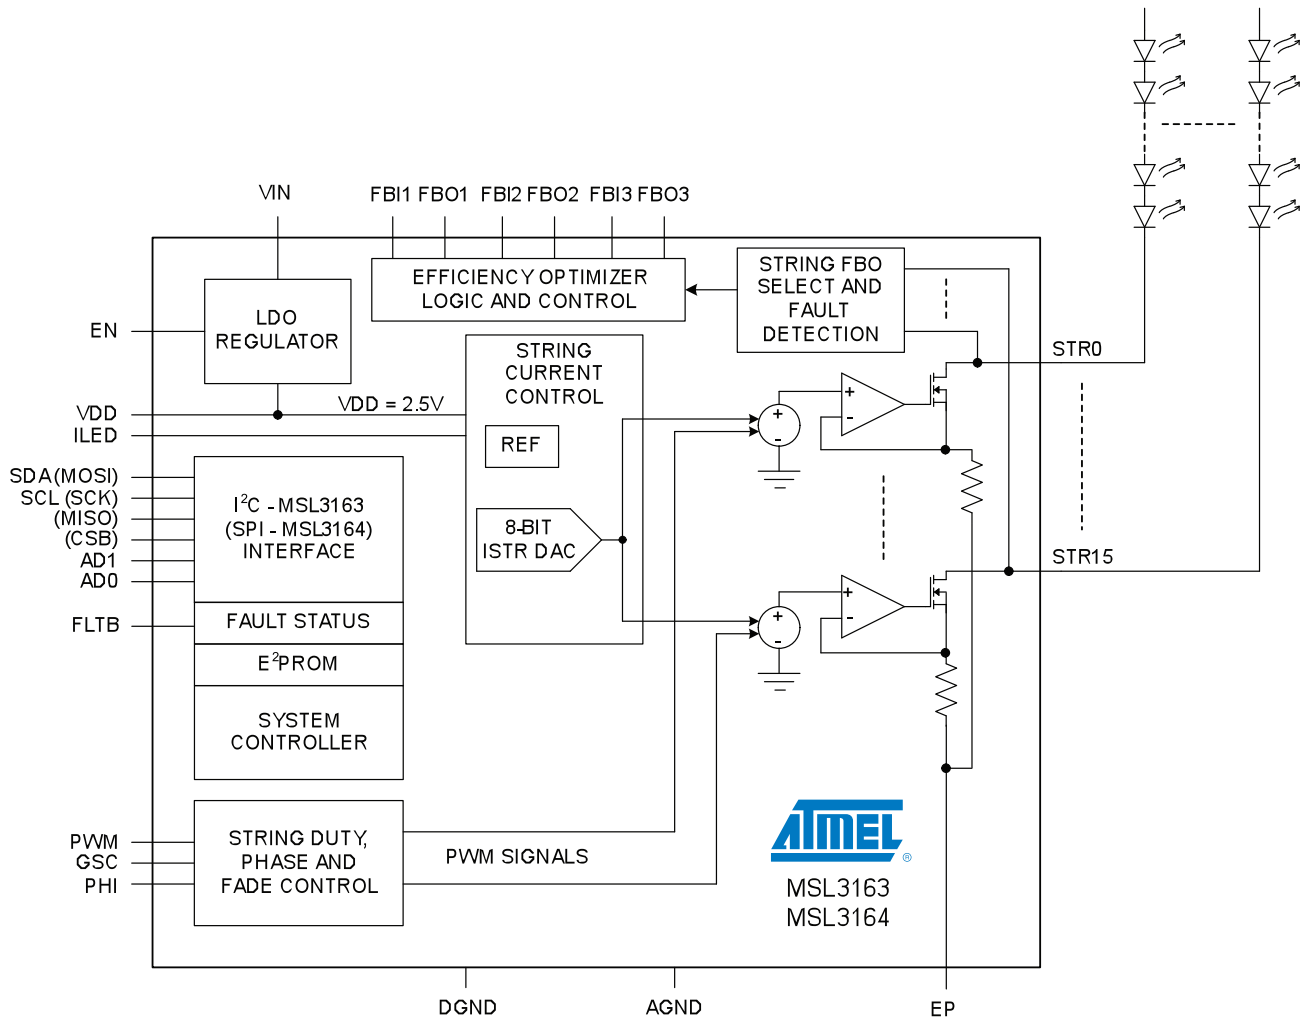 VIN
FBI1 FBO1 FBI2 FBO2 FBI3 FBO3
EFFICIENCY OPTIMIZER
LOGIC AND CONTROL
STRING FBO
SELECT AND
FAULT
DETECTION
LDO
REGULATOR
EN
STRING
CURRENT
CONTROL
STR0
VDD
VDD = 2.5V
ILED
REF
+
-
+
-
SDA(MOSI)
SCL (SCK)
(MISO)
(CSB)
AD1
AD0
I²C - MSL3163
(SPI - MSL3164)
INTERFACE
8-BIT
ISTR DAC
STR15
+
-
+
-
FLTB
FAULT STATUS
E²PROM
SYSTEM
CONTROLLER
PWM
GSC
PHI
STRING DUTY,
PHASE AND
FADE CONTROL
PWM SIGNALS
ATMEL®
MSL3163
MSL3164
DGND
AGND
EP